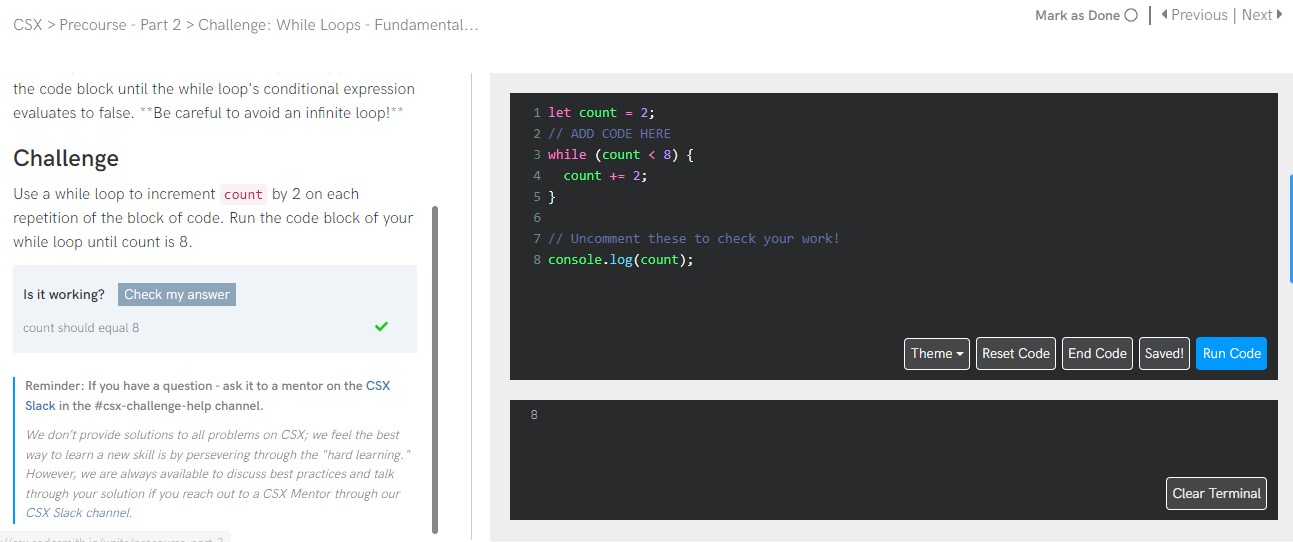 CSX > Precourse - Part 2 > Challenge: While Loops - Fundamental...
Mark as Done
Previous | Next
the code block until the while loop's conditional expression
evaluates to false. **Be careful to avoid an infinite loop!**
Challenge
Use a while loop to increment count by 2 on each
repetition of the block of code. Run the code block of your
while loop until count is 8.
Is it working? Check my answer
count should equal 8
Reminder: If you have a question - ask it to a mentor on the CSX
Slack in the #csx-challenge-help channel.
We don't provide solutions to all problems on CSX; we feel the best
way to learn a new skill is by persevering through the "hard learning."
However, we are always available to discuss best practices and talk
through your solution if you reach out to a CSX Mentor through our
CSX Slack channel.
1 let count = 2;
2 // ADD CODE HERE
3 while (count < 8) {
4   count += 2;
5 }
6
7 // Uncomment these to check your work!
8 console.log(count);
Theme Reset Code End Code Saved! Run Code
8
Clear Terminal